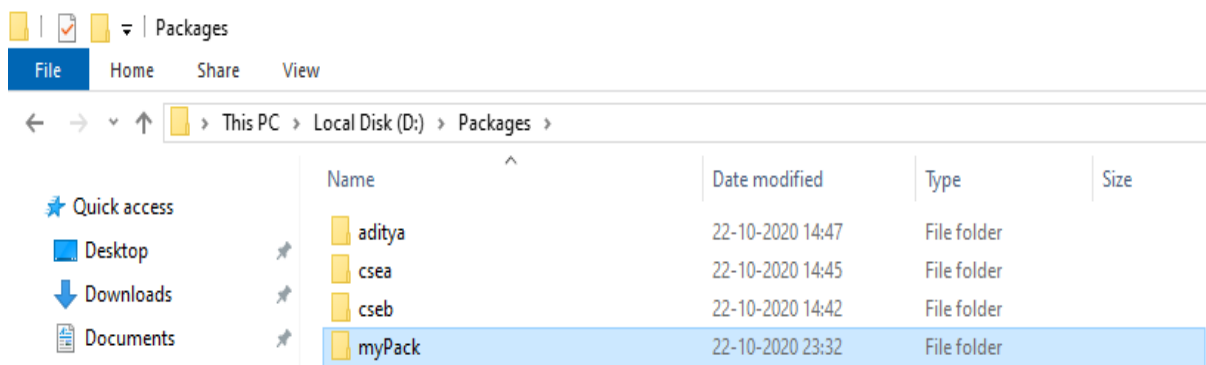 Packages
File Home Share View
This PC > Local Disk (D:) > Packages >
Name Date modified Type Size
Quick access
Desktop
Downloads
Documents
aditya 22-10-2020 14:47 File folder
csea 22-10-2020 14:45 File folder
cseb 22-10-2020 14:42 File folder
myPack 22-10-2020 23:32 File folder